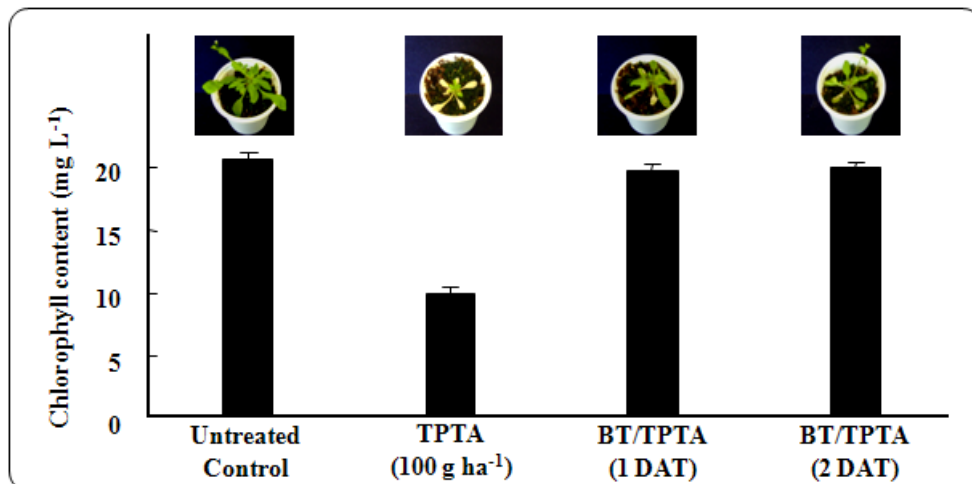 Chlorophyll content (mg L⁻¹)
20
15
10
5
0
Untreated
Control
TPTA
(100 g ha⁻¹)
BT/TPTA
(1 DAT)
BT/TPTA
(2 DAT)